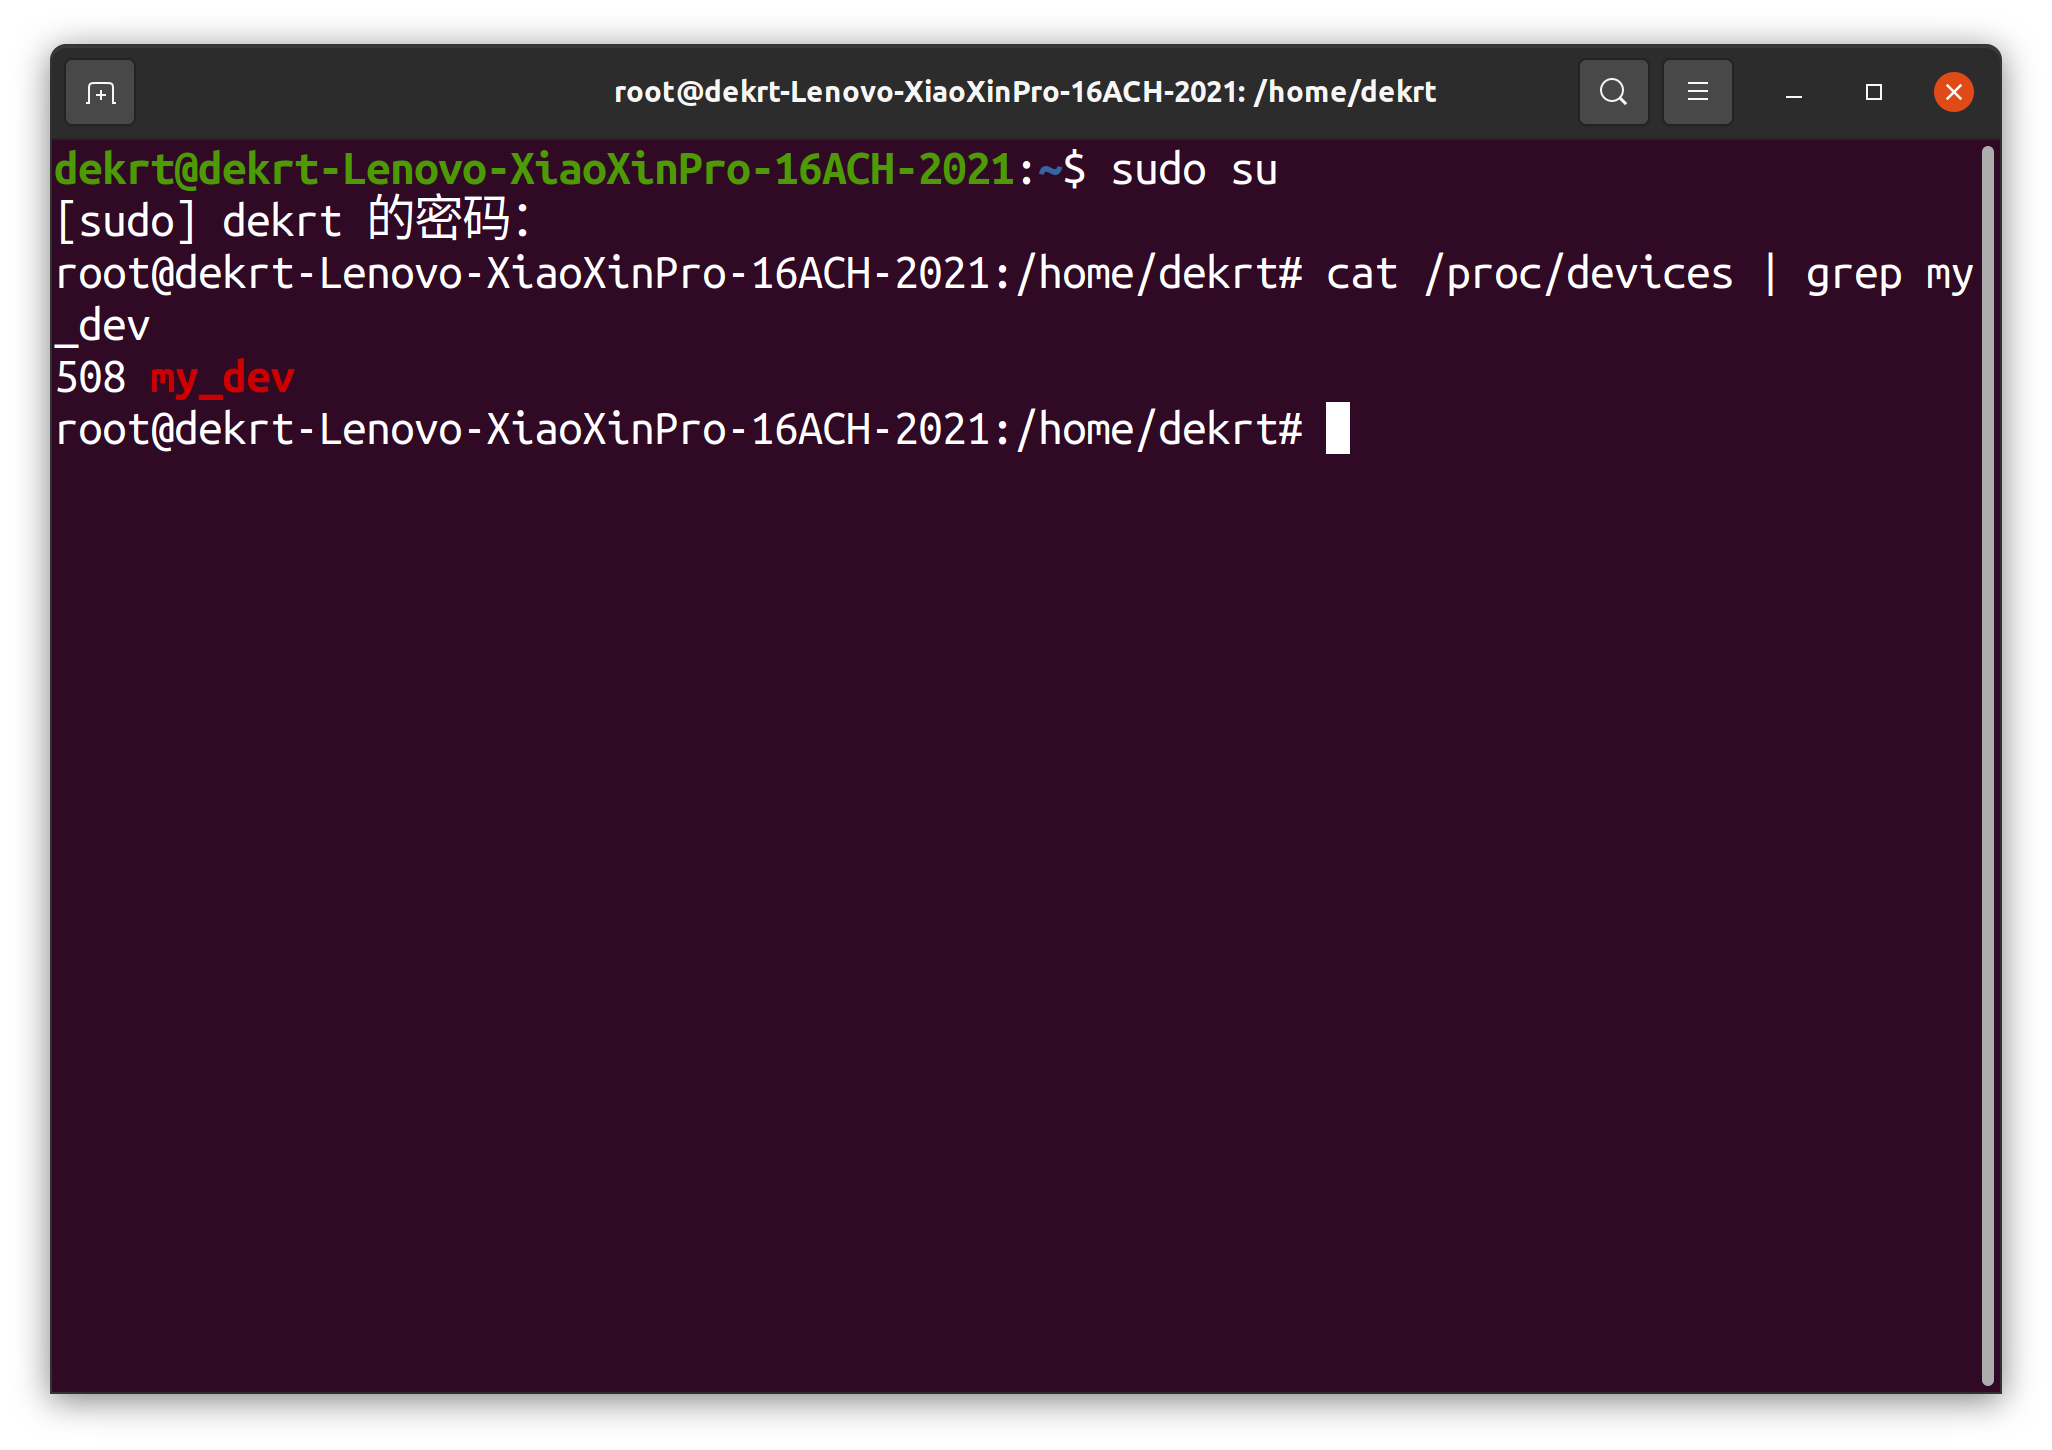 root@dekrt-Lenovo-XiaoXinPro-16ACH-2021: /home/dekrt
dekrt@dekrt-Lenovo-XiaoXinPro-16ACH-2021:~$ sudo su
[sudo] dekrt 的密码：
root@dekrt-Lenovo-XiaoXinPro-16ACH-2021:/home/dekrt# cat /proc/devices | grep my
_dev
508 my_dev
root@dekrt-Lenovo-XiaoXinPro-16ACH-2021:/home/dekrt#